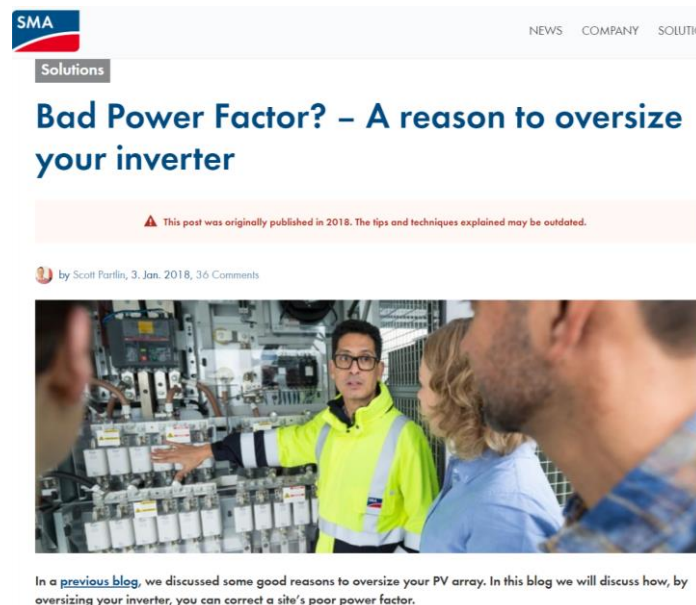 SMA
NEWS COMPANY
Solutions
Bad Power Factor? – A reason to oversize
your inverter
This post was originally published in 2018. The tips and techniques explained may be outdated.
by Scott Partlin, 3. Jan. 2018, 36 Comments
In a previous blog, we discussed some good reasons to oversize your PV array. In this blog we will discuss how, by
oversizing your inverter, you can correct a site's poor power factor.